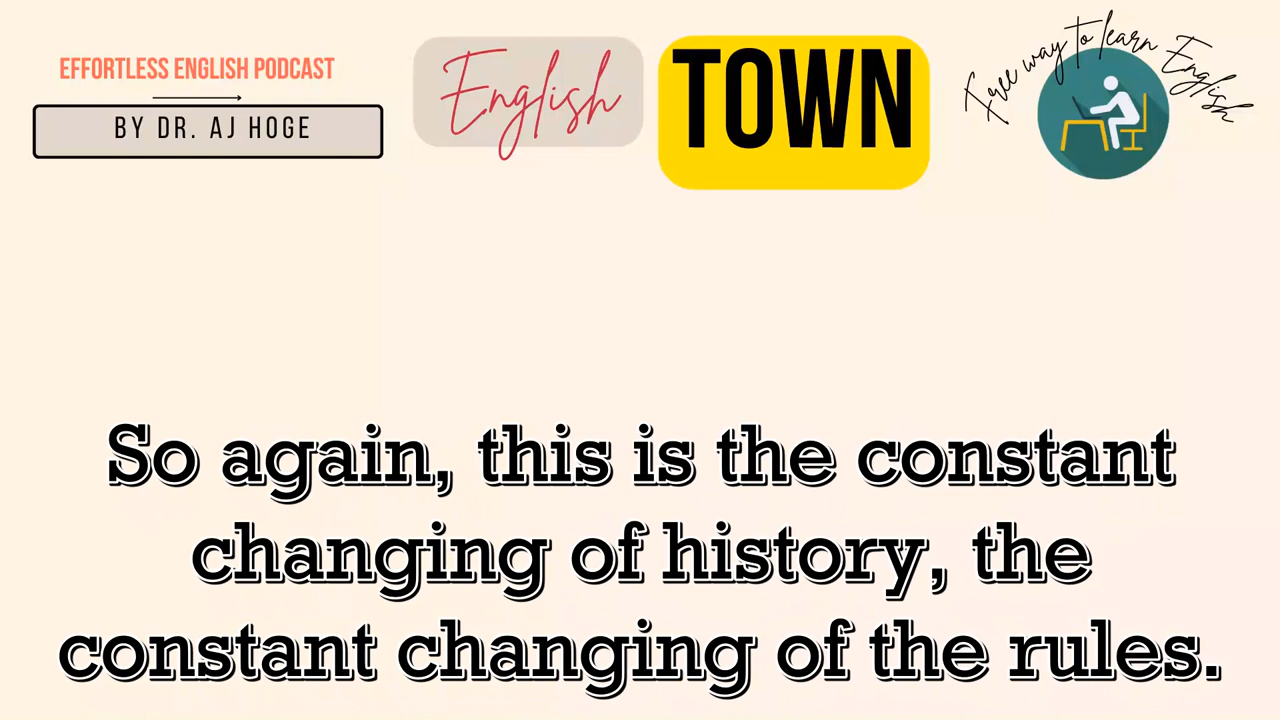 EFFORTLESS ENGLISH PODCAST
BY DR. AJ HOGE
English
TOWN
Free way to learn English
So again, this is the constant
changing of history, the
constant changing of the rules.